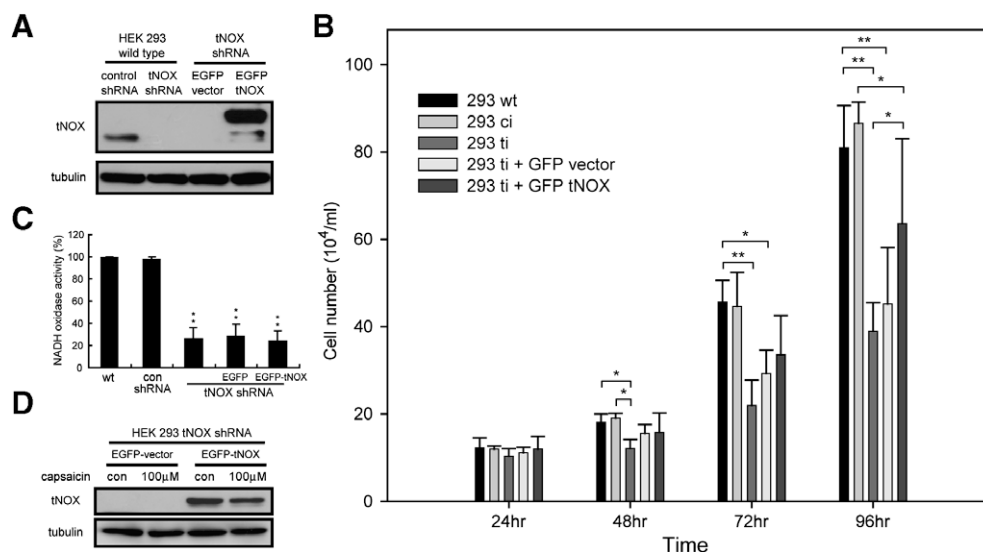 A
HEK 293
wild type
tNOX
shRNA
control
shRNA
tNOX
shRNA
EGFP
vector
EGFP
tNOX
tNOX
tubulin
B
Cell number (10⁴/ml)
100
80
60
40
20
0
293 wt
293 ci
293 ti
293 ti + GFP vector
293 ti + GFP tNOX
*
*
*
**
**
**
*
*
24hr
48hr
72hr
96hr
Time
C
NADH oxidase activity (%)
120
100
80
60
40
20
0
**
**
**
wt
con
shRNA
EGFP
EGFP-tNOX
tNOX shRNA
D
HEK 293 tNOX shRNA
EGFP-vector
EGFP-tNOX
capsaicin
con
100μM
con
100μM
tNOX
tubulin